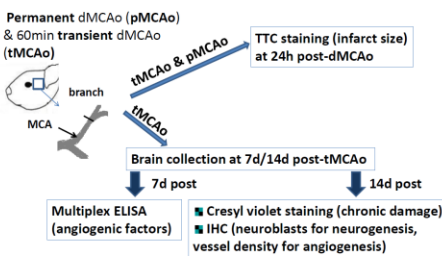 Permanent dMCAo (pMCAo)
& 60min transient dMCAo
(tMCAo)
branch
MCA
tMCAo & pMCAo
TTC staining (infarct size)
at 24h post-dMCAo
tMCAo
Brain collection at 7d/14d post-tMCAo
7d post
14d post
Multiplex ELISA
(angiogenic factors)
Cresyl violet staining (chronic damage)
IHC (neuroblasts for neurogenesis,
vessel density for angiogenesis)